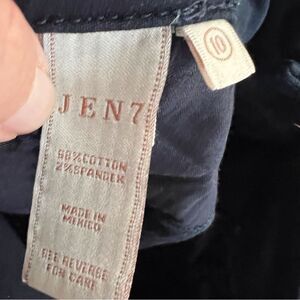 10
JEN7
98%COTTON
2%SPANDEX
MADE IN
MEXICO
SEE REVERSE
FOR CARE